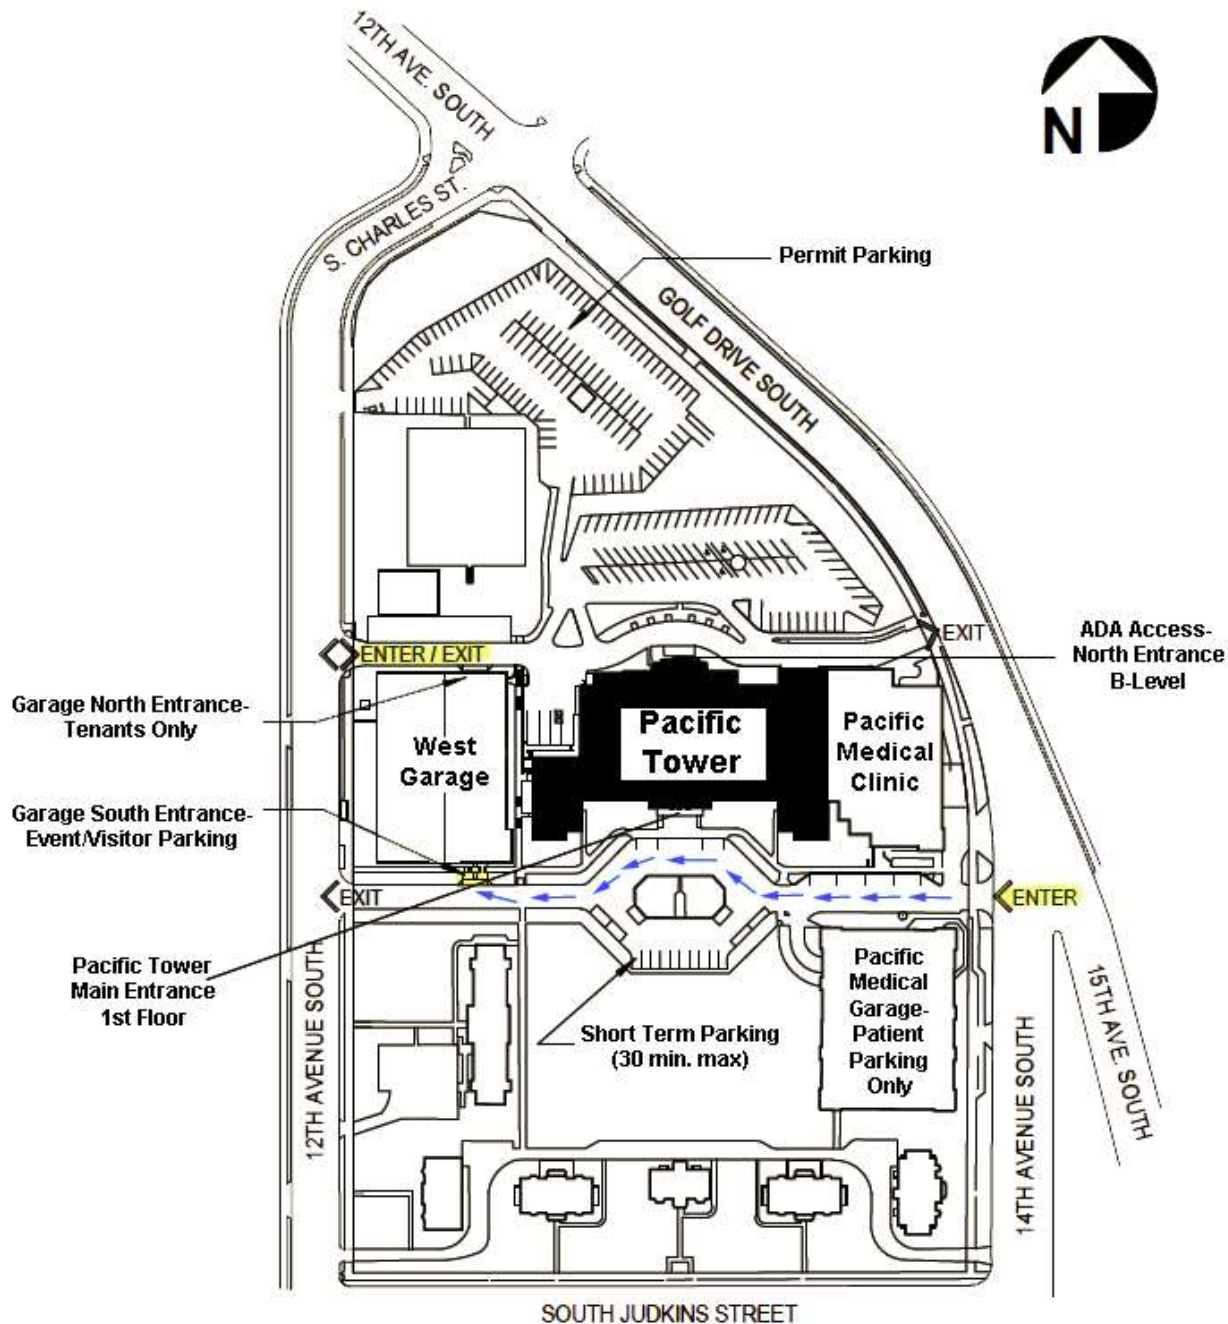 12TH AVE. SOUTH
N
S. CHARLES ST.
Permit Parking
GOLF DRIVE SOUTH
EXIT
ADA Access-
North Entrance
B-Level
ENTER / EXIT
Garage North Entrance-
Tenants Only
West
Garage
Pacific
Tower
Pacific
Medical
Clinic
Garage South Entrance-
Event/Visitor Parking
EXIT
ENTER
Pacific Tower
Main Entrance
1st Floor
12TH AVENUE SOUTH
Short Term Parking
(30 min. max)
Pacific
Medical
Garage-
Patient
Parking
Only
14TH AVENUE SOUTH
15TH AVE. SOUTH
SOUTH JUDKINS STREET